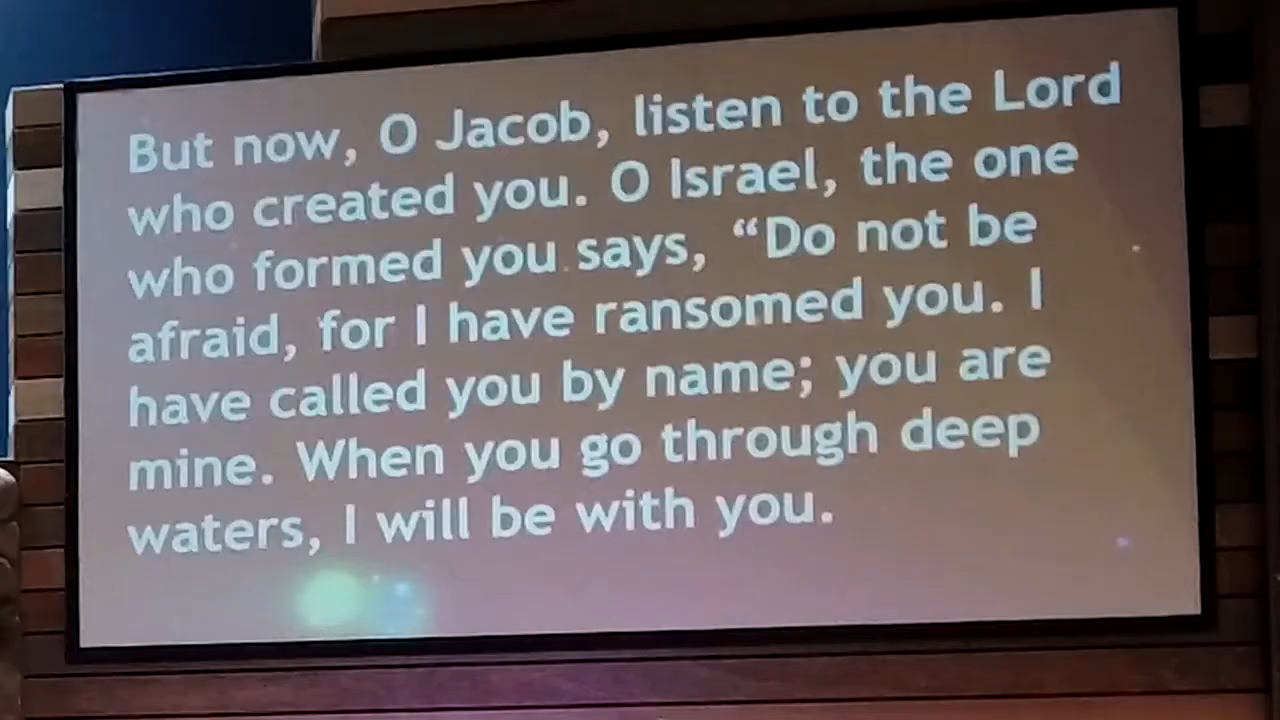 But now, O Jacob, listen to the Lord
who created you. O Israel, the one
who formed you says, “Do not be
afraid, for I have ransomed you. I
have called you by name; you are
mine. When you go through deep
waters, I will be with you.